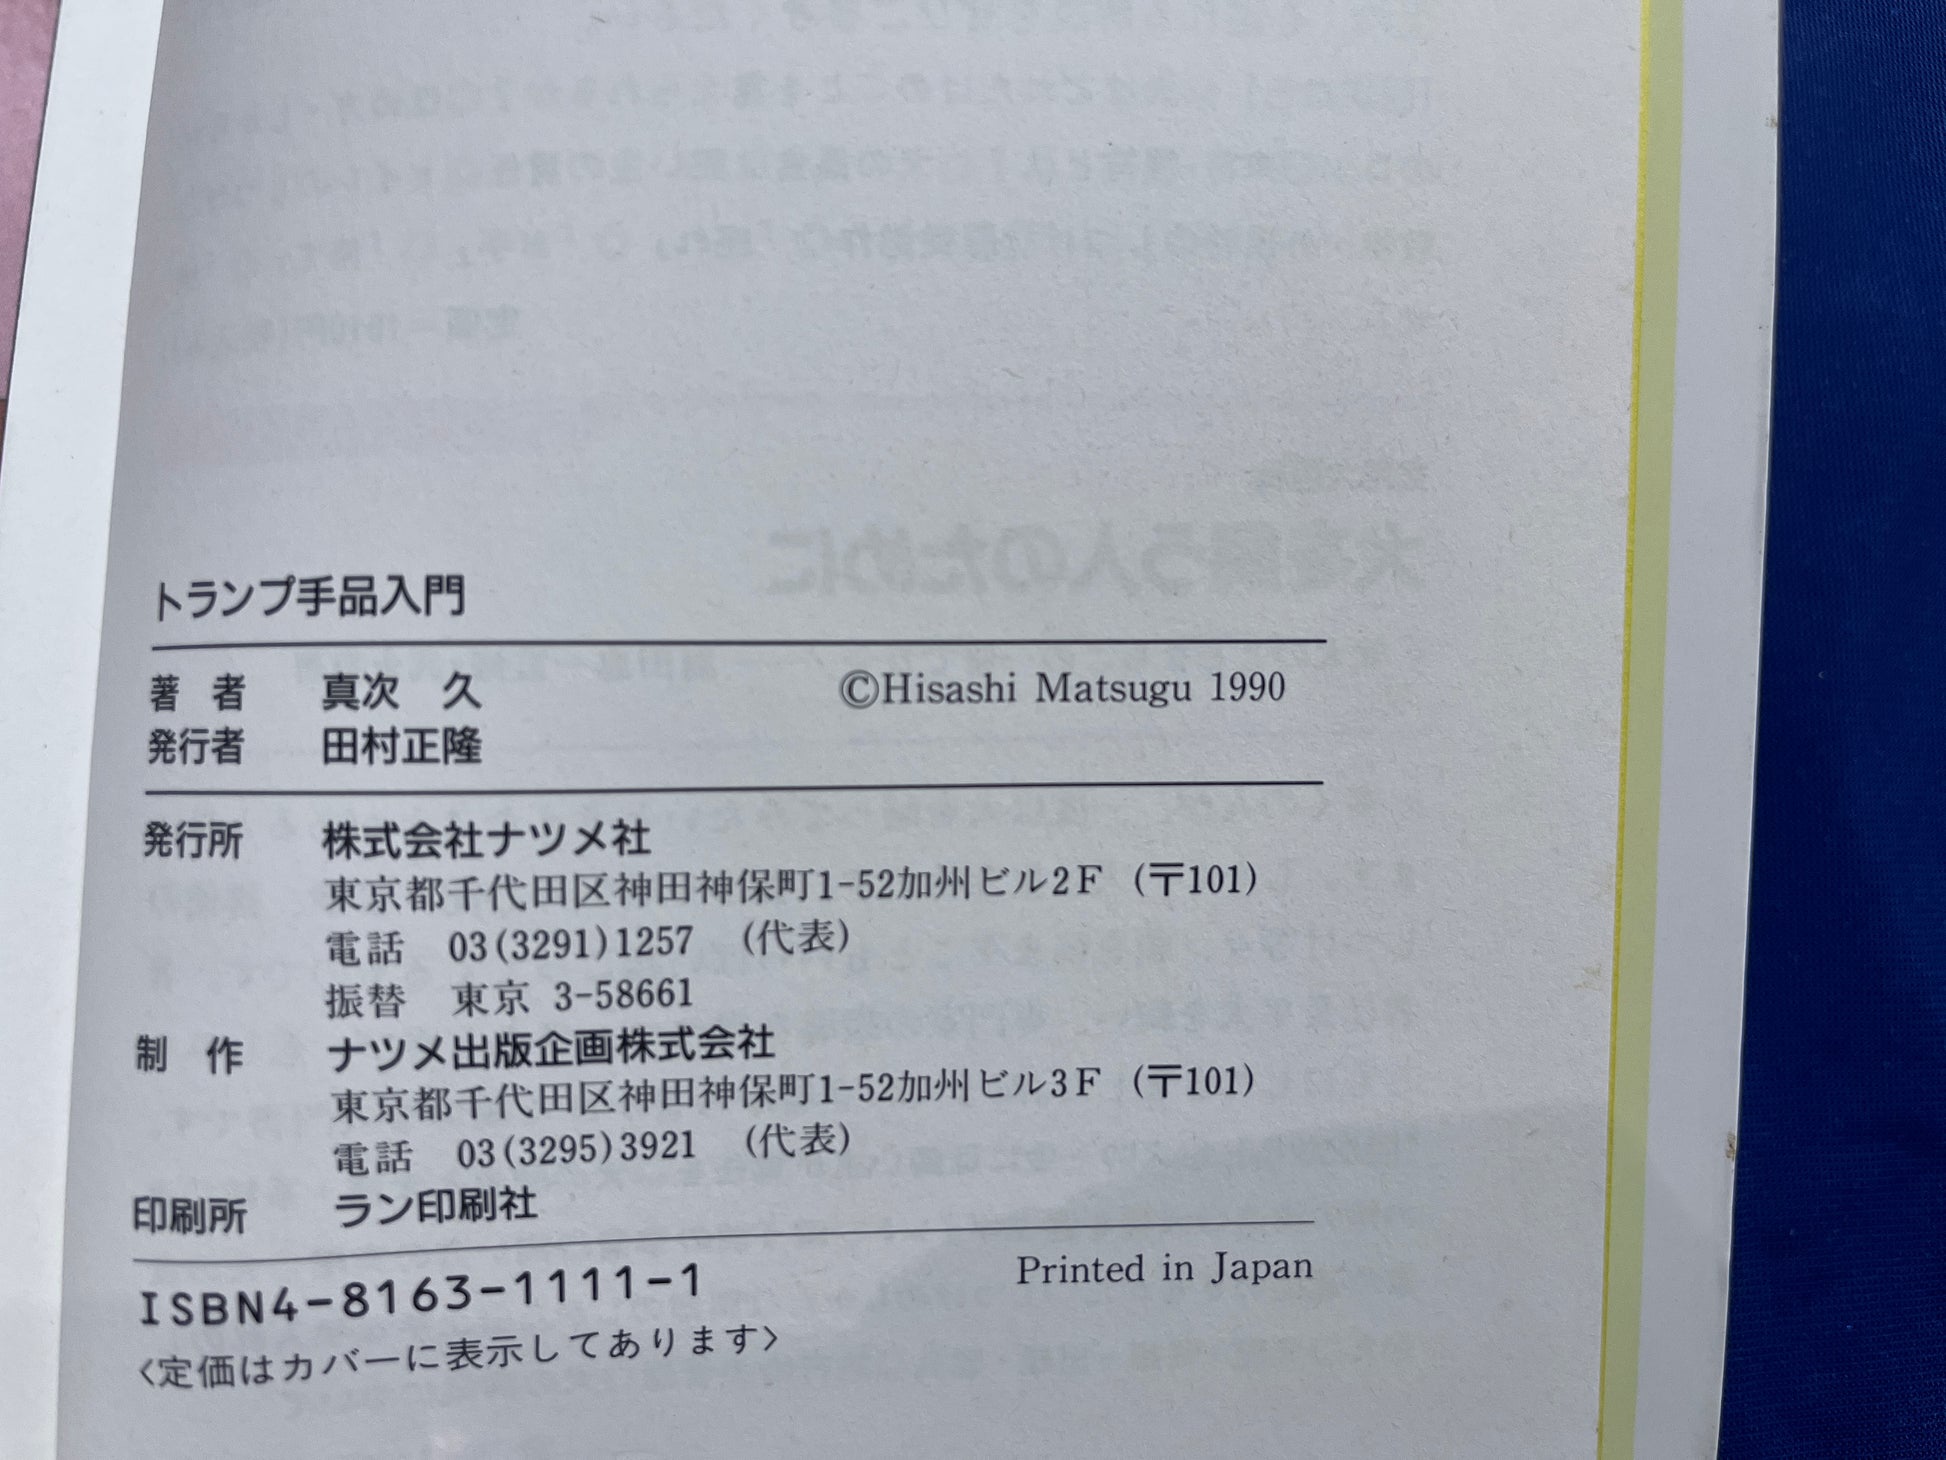 トランプ手品入門
著 者 真次 久 ©Hisashi Matsugu 1990
発行者 田村正隆
発行所 株式会社ナツメ社
東京都千代田区神田神保町1-52加州ビル2F (〒101)
電話 03(3291)1257 (代表)
振替 東京 3-58661
制 作 ナツメ出版企画株式会社
東京都千代田区神田神保町1-52加州ビル3F (〒101)
電話 03(3295)3921 (代表)
印刷所 ラン印刷社
ISBN4-8163-1111-1 Printed in Japan
〈定価はカバーに表示してあります〉